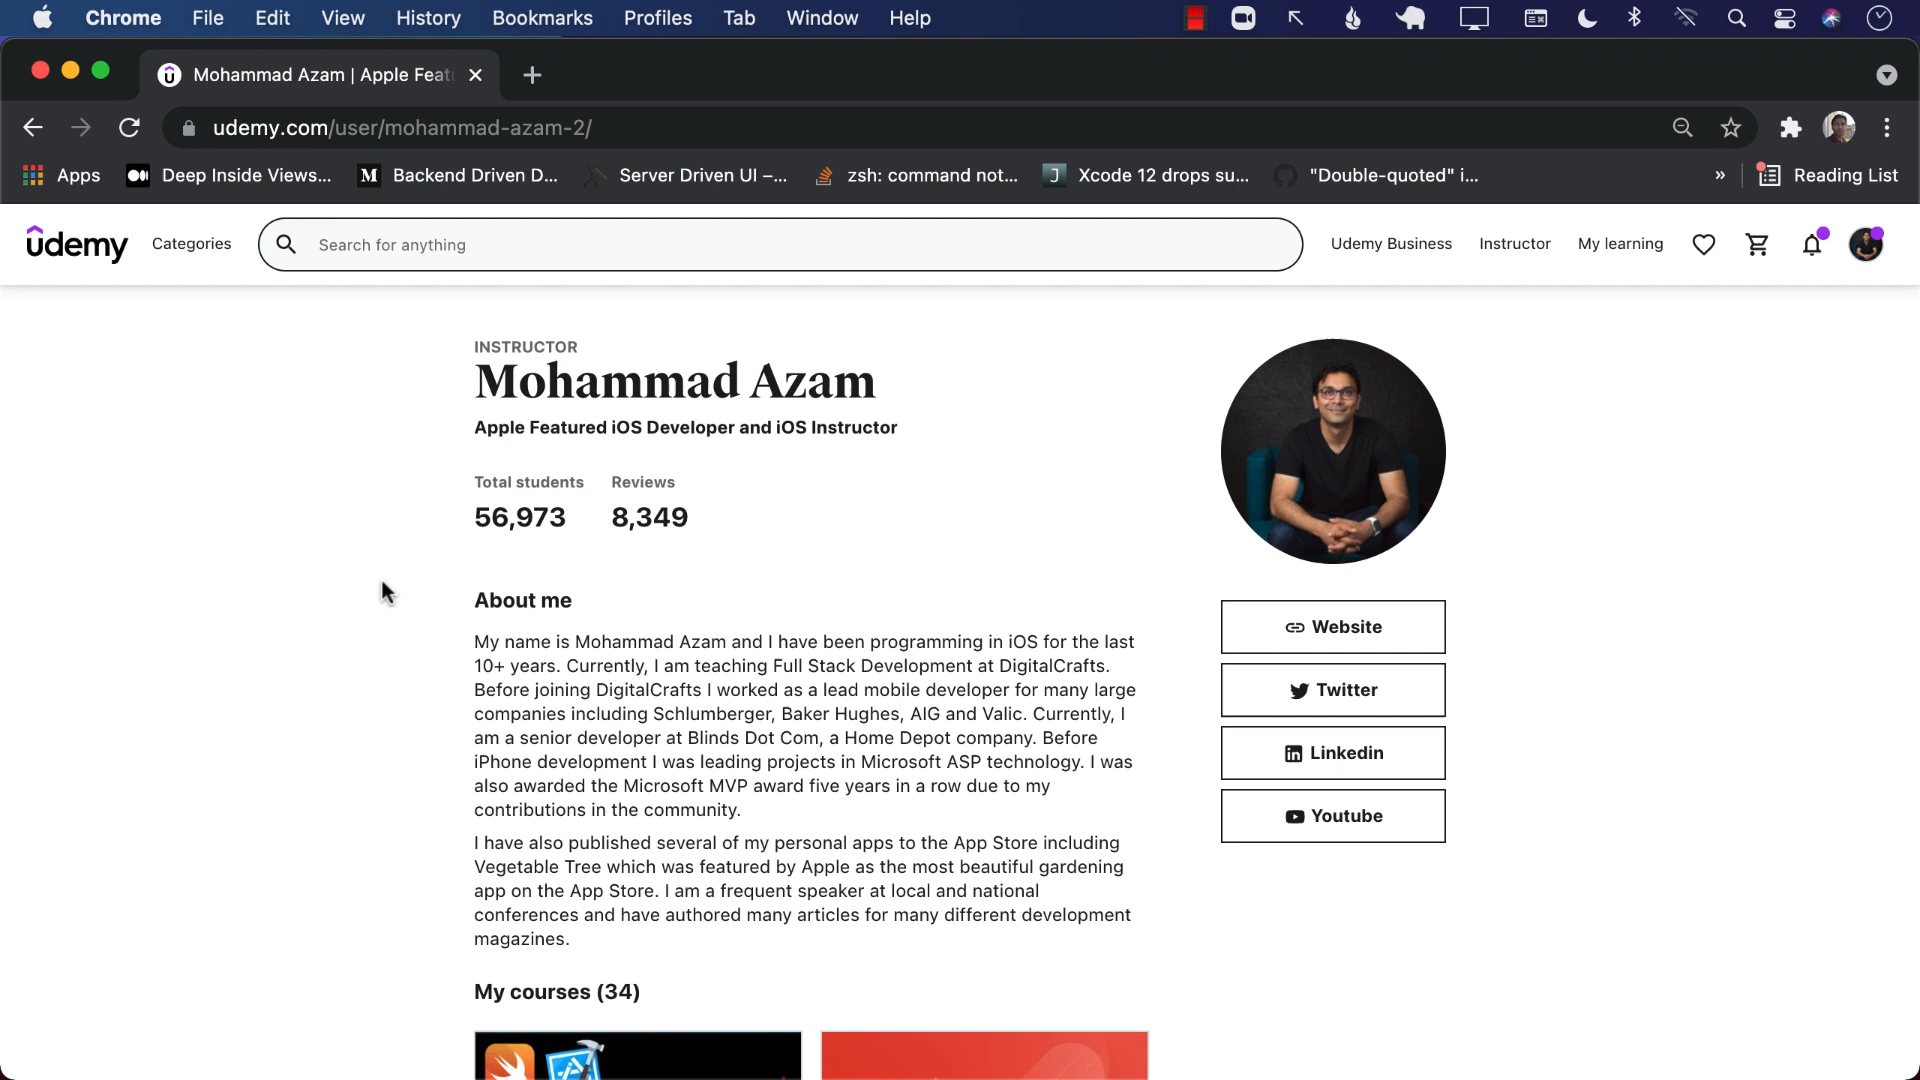 Chrome File Edit View History Bookmarks Profiles Tab Window Help
Mohammad Azam | Apple Feat
udemy.com/user/mohammad-azam-2/
Apps Deep Inside Views... M Backend Driven D... Server Driven UI –... zsh: command not... J Xcode 12 drops su... "Double-quoted" i... » Reading List
udemy Categories Search for anything Udemy Business Instructor My learning
INSTRUCTOR
Mohammad Azam
Apple Featured iOS Developer and iOS Instructor
Total students Reviews
56,973 8,349
About me
My name is Mohammad Azam and I have been programming in iOS for the last
10+ years. Currently, I am teaching Full Stack Development at DigitalCrafts.
Before joining DigitalCrafts I worked as a lead mobile developer for many large
companies including Schlumberger, Baker Hughes, AIG and Valic. Currently, I
am a senior developer at Blinds Dot Com, a Home Depot company. Before
iPhone development I was leading projects in Microsoft ASP technology. I was
also awarded the Microsoft MVP award five years in a row due to my
contributions in the community.
I have also published several of my personal apps to the App Store including
Vegetable Tree which was featured by Apple as the most beautiful gardening
app on the App Store. I am a frequent speaker at local and national
conferences and have authored many articles for many different development
magazines.
My courses (34)
Website
Twitter
Linkedin
Youtube